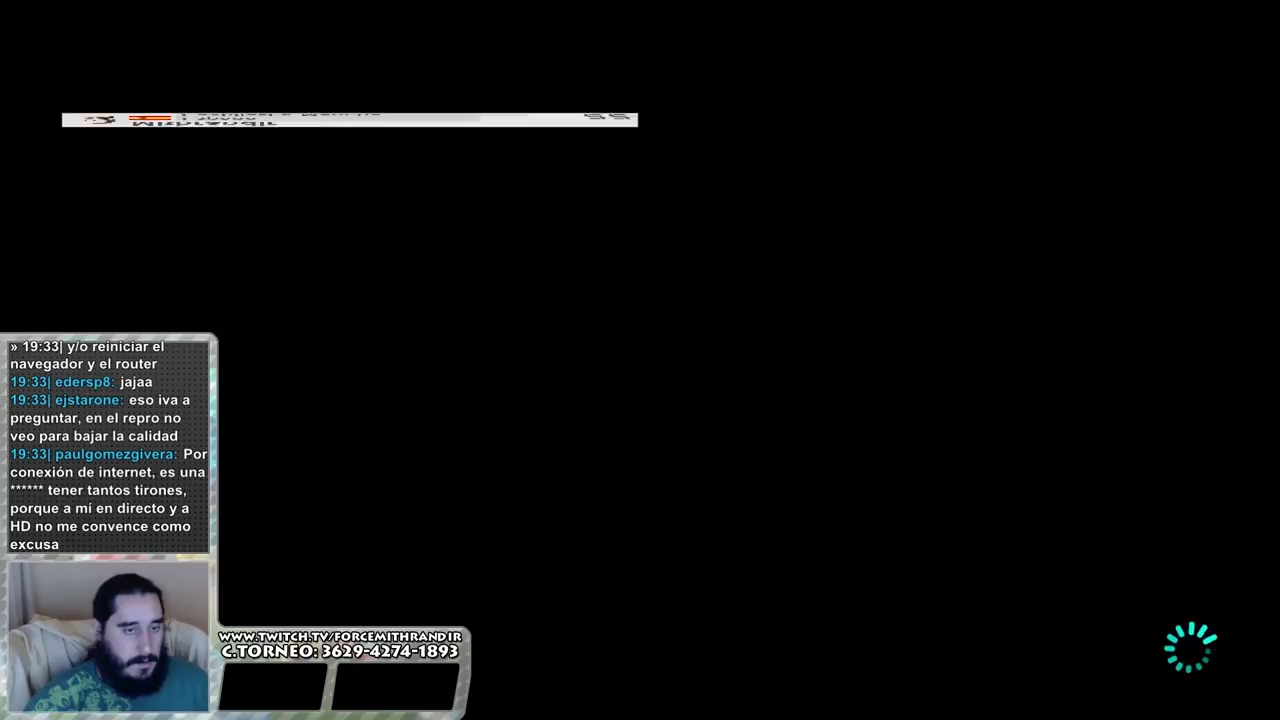 » 19:33| y/o reiniciar el
navegador y el router
19:33| edersp8: jajaa
19:33| ejstarone: eso iva a
preguntar, en el repro no
veo para bajar la calidad
19:33| paulgomezgivera: Por
conexión de internet, es una
****** tener tantos tirones,
porque a mí en directo y a
HD no me convence como
excusa
WWW.TWITCH.TV/FORCEMITHRANDIR
C.TORNEO: 3629-4274-1893